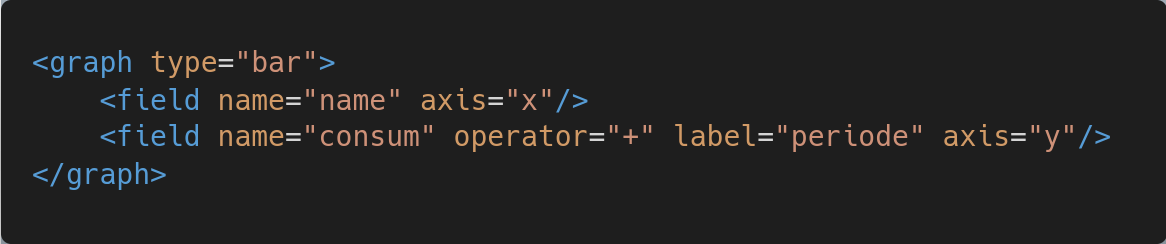 <graph type="bar">
    <field name="name" axis="x"/>
    <field name="consum" operator="+" label="periode" axis="y"/>
</graph>